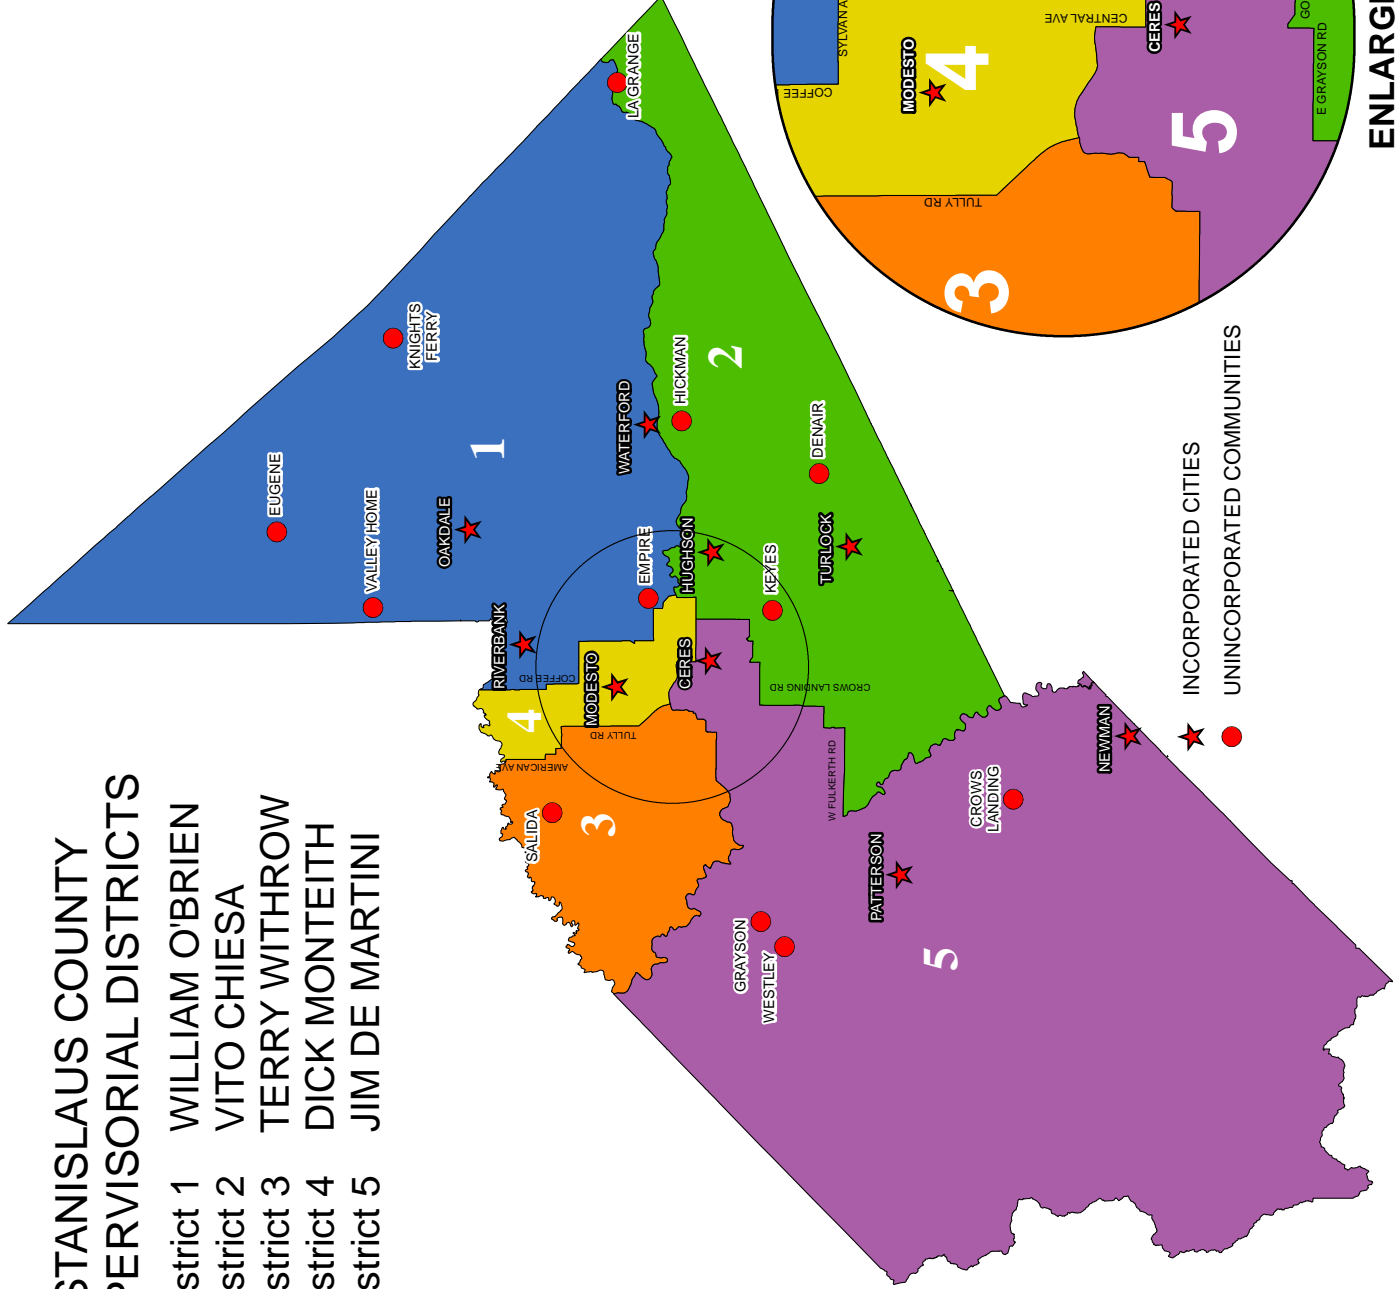 STANISLAUS COUNTY
PERVISORIAL DISTRICTS
strict 1 WILLIAM O'BRIEN
strict 2 VITO CHIESA
strict 3 TERRY WITHROW
strict 4 DICK MONTEITH
strict 5 JIM DE MARTINI
EUGENE
VALLEY HOME
KNIGHTS
FERRY
OAKDALE
1
RIVERBANK
COFFEE RD
WATERFORD
EMPIRE
LA GRANGE
HICKMAN
2
HUGHSON
DENAIR
KEYES
TURLOCK
CROWS LANDING RD
W FULKERTH RD
4
MODESTO
CERES
TULLY RD
AMERICAN AVE
SALIDA
3
GRAYSON
WESTLEY
PATTERSON
5
CROWS
LANDING
NEWMAN
INCORPORATED CITIES
UNINCORPORATED COMMUNITIES
SYLVAN A
COFFEE
MODESTO
4
CENTRAL AVE
CERES
GO
E GRAYSON RD
5
TULLY RD
3
ENLARG